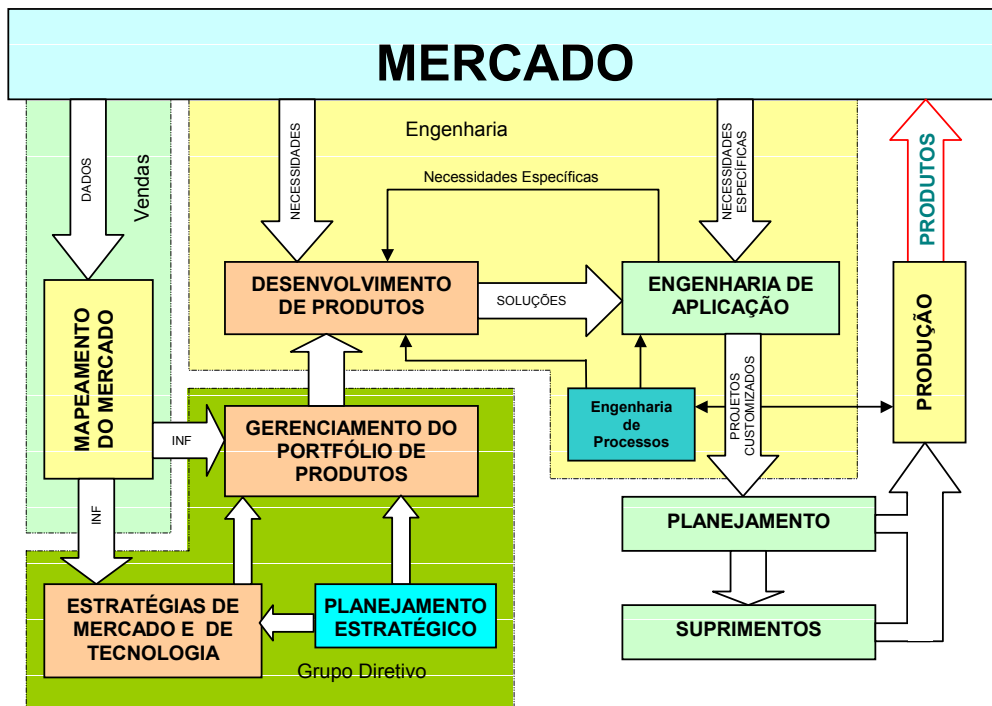 MERCADO
DADOS
Vendas
NECESSIDADES
Engenharia
NECESSIDADES
ESPECÍFICAS
PRODUTOS
Necessidades Específicas
MAPEAMENTO
DO MERCADO
DESENVOLVIMENTO
DE PRODUTOS
SOLUÇÕES
ENGENHARIA DE
APLICAÇÃO
PRODUÇÃO
PROJETOS
CUSTOMIZADOS
Engenharia
de
Processos
INF
GERENCIAMENTO DO
PORTFÓLIO DE
PRODUTOS
INF
PLANEJAMENTO
ESTRATÉGIAS DE
MERCADO E DE
TECNOLOGIA
PLANEJAMENTO
ESTRATÉGICO
SUPRIMENTOS
Grupo Diretivo